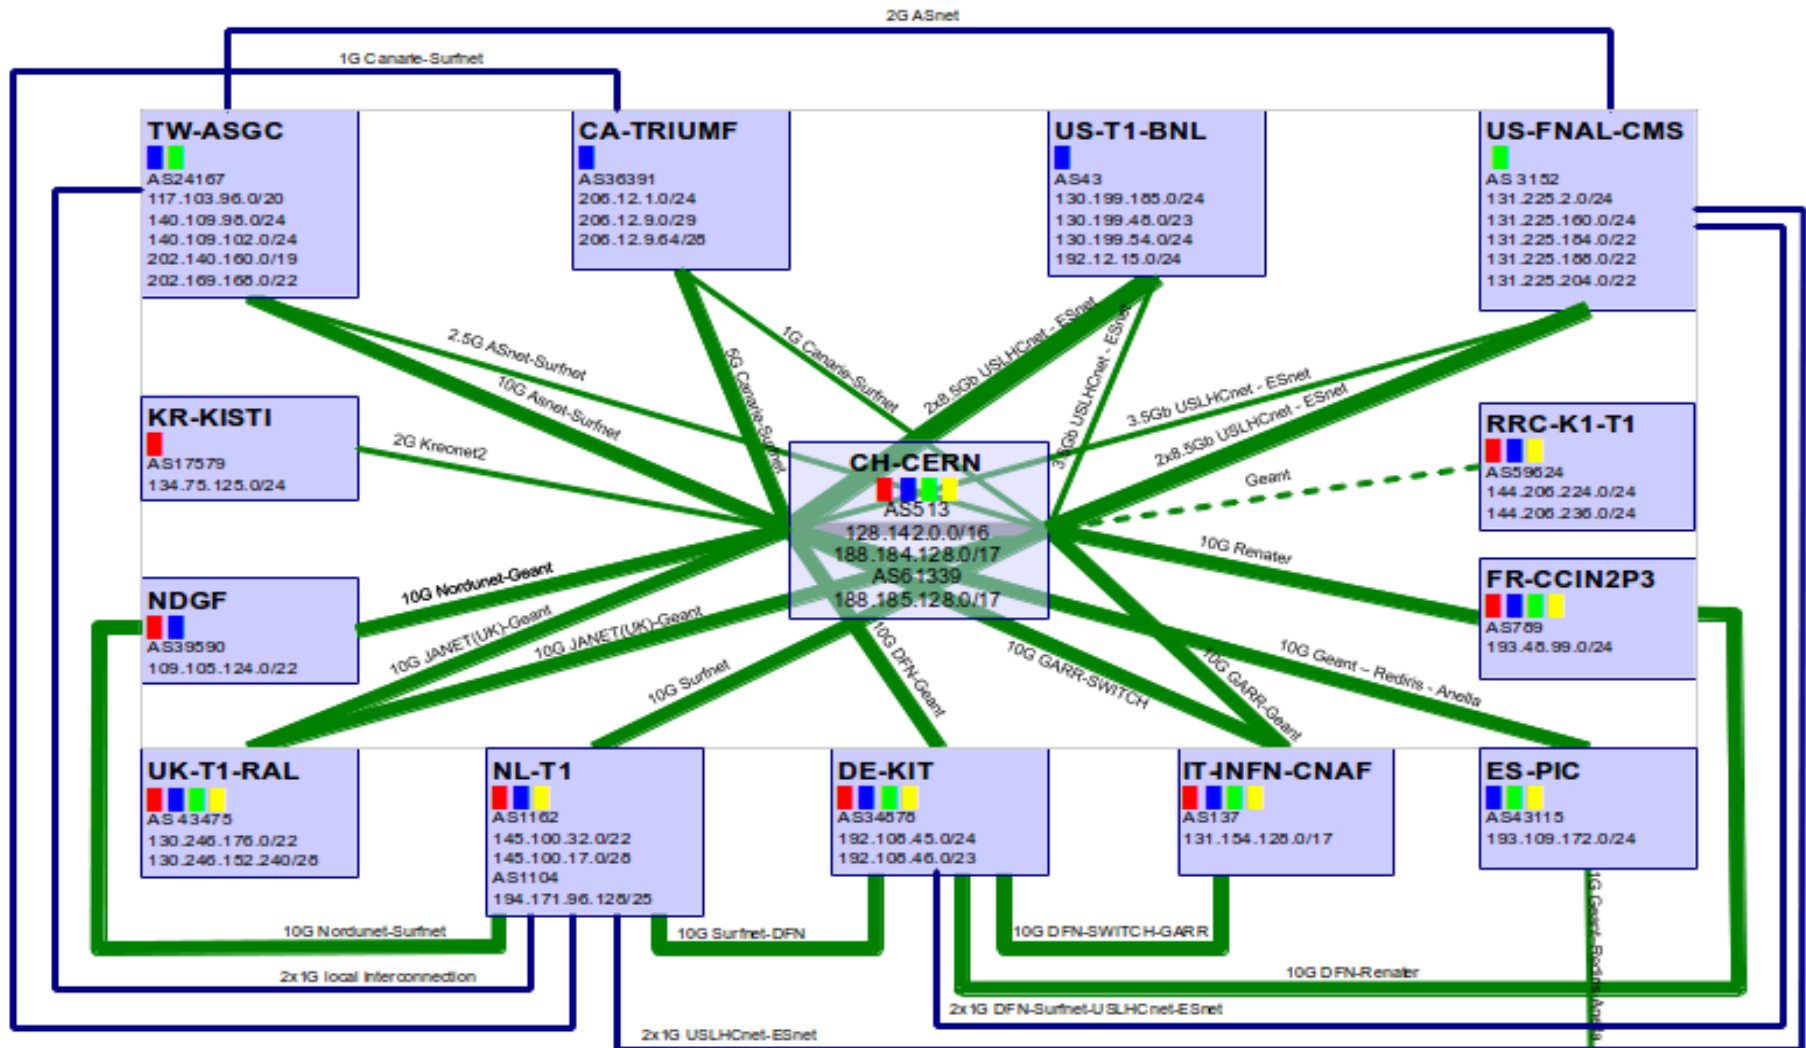 2G ASnet
1G Canarie-Surfnet
TW-ASGC
AS24167
117.103.96.0/20
140.109.98.0/24
140.109.102.0/24
202.140.160.0/19
202.169.168.0/22
CA-TRIUMF
AS36391
206.12.1.0/24
206.12.9.0/29
206.12.9.64/28
US-T1-BNL
AS43
130.199.185.0/24
130.199.48.0/23
130.199.54.0/24
192.12.15.0/24
US-FNAL-CMS
AS 3152
131.225.2.0/24
131.225.160.0/24
131.225.184.0/22
131.225.188.0/22
131.225.204.0/22
2.5G ASnet-Surfnet
10G Asnet-Surfnet
5G Canarie-Surfnet
1G Canarie-Surfnet
2x8.5Gb USLHCnet - ESnet
3.5Gb USLHCnet - ESnet
3.5Gb USLHCnet - ESnet
2x8.5Gb USLHCnet - ESnet
KR-KISTI
AS17579
134.75.125.0/24
2G Kreonet2
CH-CERN
AS513
128.142.0.0/16
188.184.128.0/17
AS61339
188.185.128.0/17
Geant
RRC-K1-T1
AS59624
144.206.224.0/24
144.206.236.0/24
10G Renater
FR-CCIN2P3
AS789
193.48.99.0/24
NDGF
AS39590
109.105.124.0/22
10G Nordunet-Geant
10G JANET(UK)-Geant
10G JANET(UK)-Geant
10G Surfnet
10G DFN-Geant
10G GARR-SWITCH
10G GARR-Geant
10G Geant – Rediris - Anella
UK-T1-RAL
AS 43475
130.246.176.0/22
130.246.152.240/28
NL-T1
AS1162
145.100.32.0/22
145.100.17.0/28
AS1104
194.171.96.128/25
DE-KIT
AS34878
192.108.45.0/24
192.108.46.0/23
IT-INFN-CNAF
AS137
131.154.128.0/17
ES-PIC
AS43115
193.109.172.0/24
1G Geant-Rediris-Anella
10G Nordunet-Surfnet
10G Surfnet-DFN
10G DFN-SWITCH-GARR
2x1G local interconnection
10G DFN-Renater
2x1G DFN-Surfnet-USLHCnet-ESnet
2x1G USLHCnet-ESnet